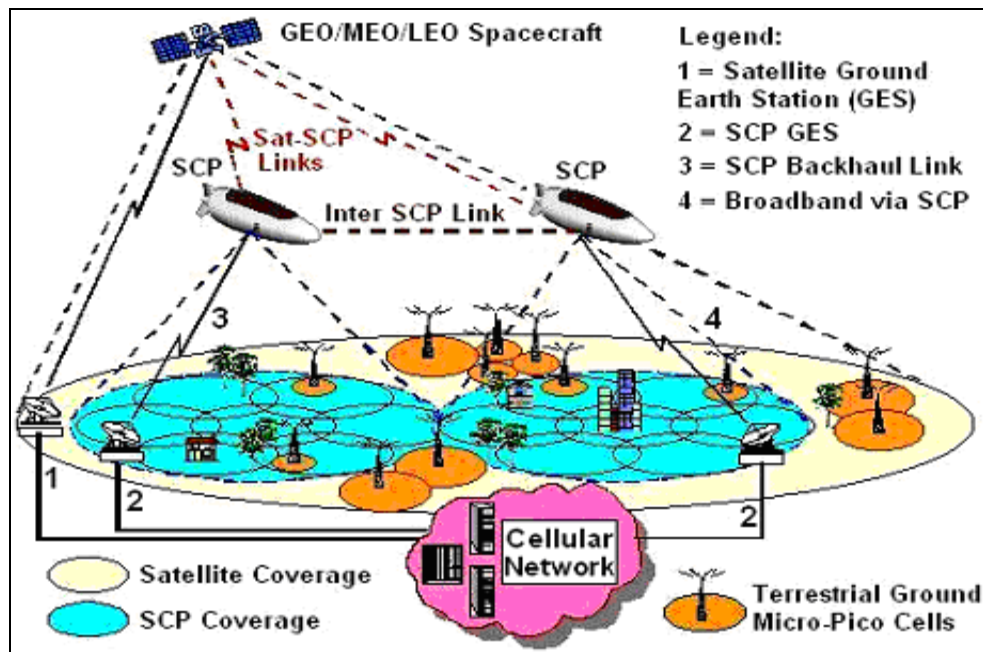 GEO/MEO/LEO Spacecraft
Legend:
1 = Satellite Ground
Earth Station (GES)
2 = SCP GES
3 = SCP Backhaul Link
4 = Broadband via SCP
Sat-SCP
Links
SCP
SCP
Inter SCP Link
3
4
1
2
2
Cellular
Network
Satellite Coverage
SCP Coverage
Terrestrial Ground
Micro-Pico Cells